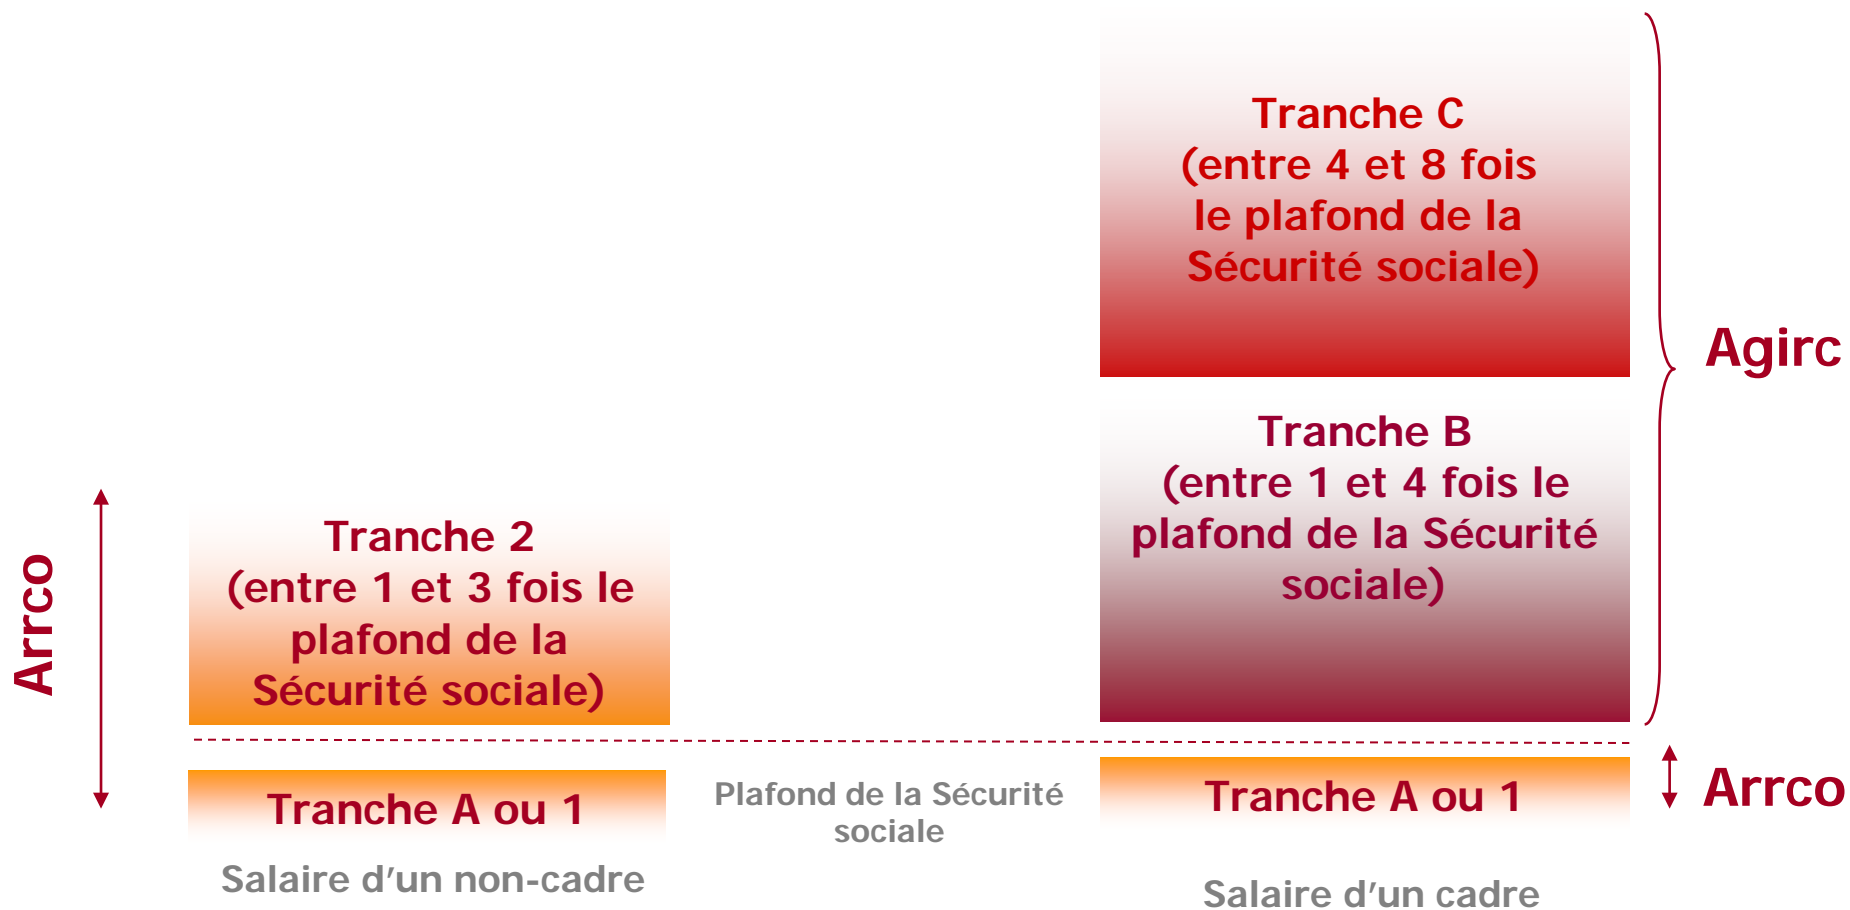 Tranche C
(entre 4 et 8 fois
le plafond de la
Sécurité sociale)
Agirc
Tranche B
(entre 1 et 4 fois le
plafond de la Sécurité
sociale)
Arrco
Tranche 2
(entre 1 et 3 fois le
plafond de la
Sécurité sociale)
Tranche A ou 1
Plafond de la Sécurité
sociale
Tranche A ou 1
Arrco
Salaire d’un non-cadre
Salaire d’un cadre